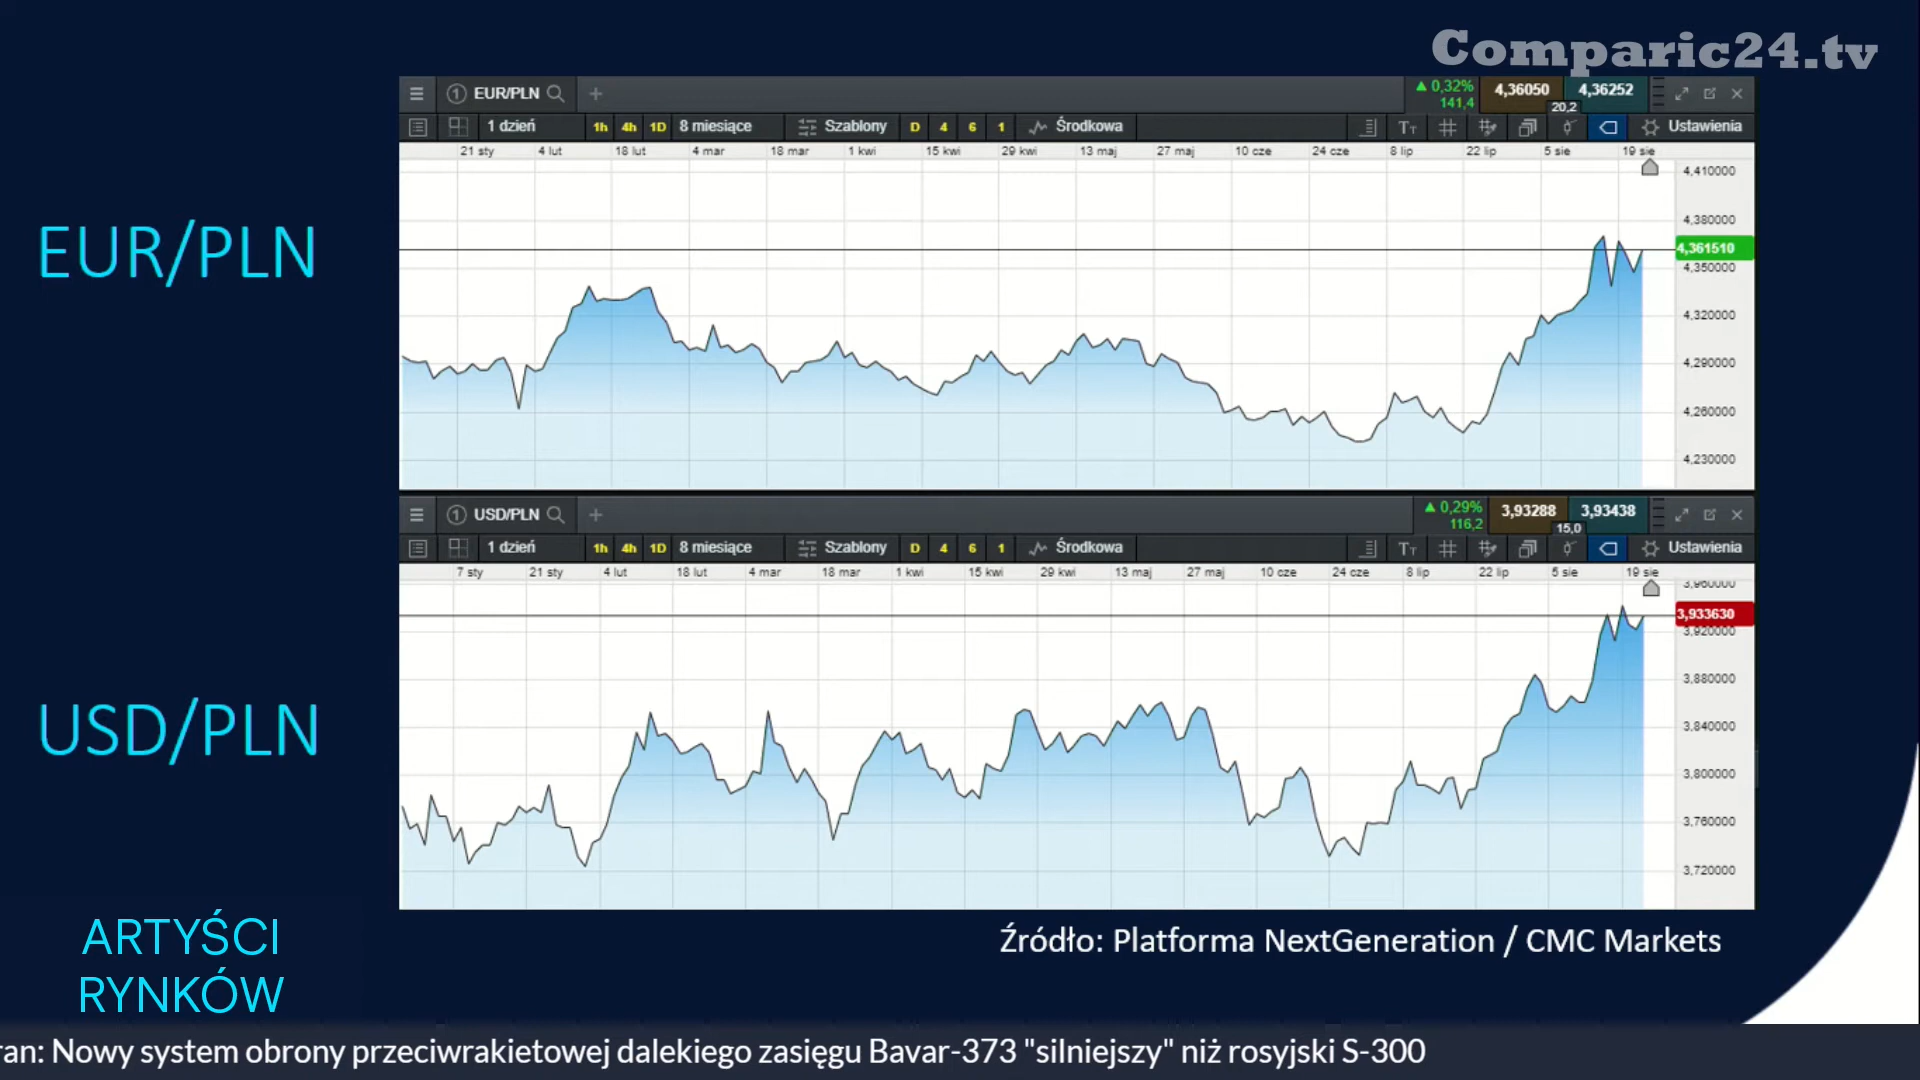 Comparic24.tv
EUR/PLN
1 EUR/PLN + 0,32% 141,4 4,36050 4,36252 20,2
1 dzień 1h 4h 1D 8 miesiące Szablony D 4 6 1 Środkowa Ustawienia
21 sty 4 lut 18 lut 4 mar 18 mar 1 kwi 15 kwi 29 kwi 13 maj 27 maj 10 cze 24 cze 8 lip 22 lip 5 sie 19 sie
4,410000
4,380000
4,361510
4,350000
4,320000
4,290000
4,260000
4,230000
USD/PLN
1 USD/PLN + 0,29% 116,2 3,93288 3,93438 15,0
1 dzień 1h 4h 1D 8 miesiące Szablony D 4 6 1 Środkowa Ustawienia
7 sty 21 sty 4 lut 18 lut 4 mar 18 mar 1 kwi 15 kwi 29 kwi 13 maj 27 maj 10 cze 24 cze 8 lip 22 lip 5 sie 19 sie
3,960000
3,933630
3,920000
3,880000
3,840000
3,800000
3,760000
3,720000
ARTYŚCI
RYNKÓW
Źródło: Platforma NextGeneration / CMC Markets
ran: Nowy system obrony przeciwrakietowej dalekiego zasięgu Bavar-373 "silniejszy" niż rosyjski S-300